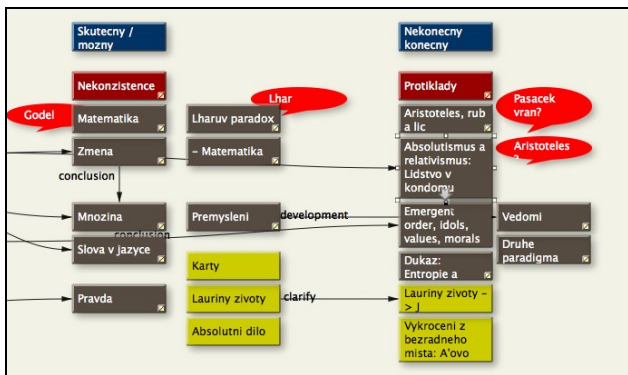 Skutecny /
mozny
Nekonecny
konecny
Nekonzistence
Protiklady
Godel
Matematika
Lharuv paradox
Lhar
Aristoteles, rub
a lic
Pasacek
vran?
Zmena
– Matematika
Absolutismus a
relativismus:
Lidstvo v
kondomu
Aristoteles
?
conclusion
Mnozina
Premysleni
development
Emergent
order, idols,
values, morals
Vedomi
conclusion
Slova v jazyce
Druhe
paradigma
Karty
Dukaz:
Entropie a
Pravda
Lauriny zivoty
clarify
Lauriny zivoty –
> J
Absolutni dilo
Vykroceni z
bezradneho
mista: A'ovo